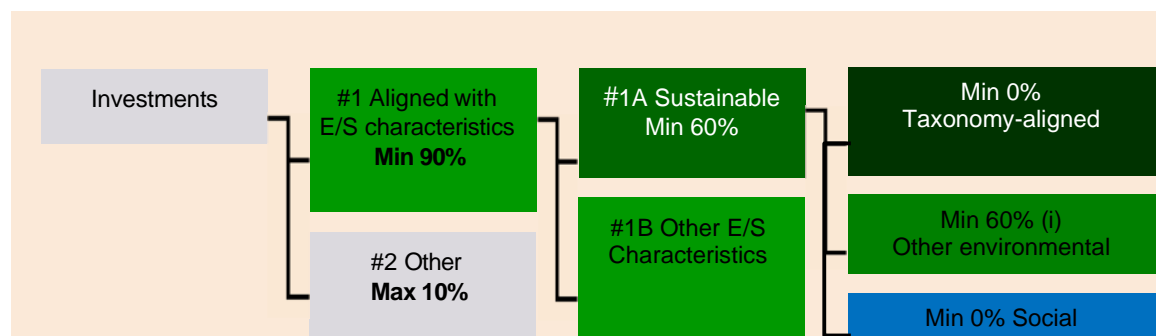 Investments
#1 Aligned with
E/S characteristics
Min 90%
#2 Other
Max 10%
#1A Sustainable
Min 60%
#1B Other E/S
Characteristics
Min 0%
Taxonomy-aligned
Min 60% (i)
Other environmental
Min 0% Social